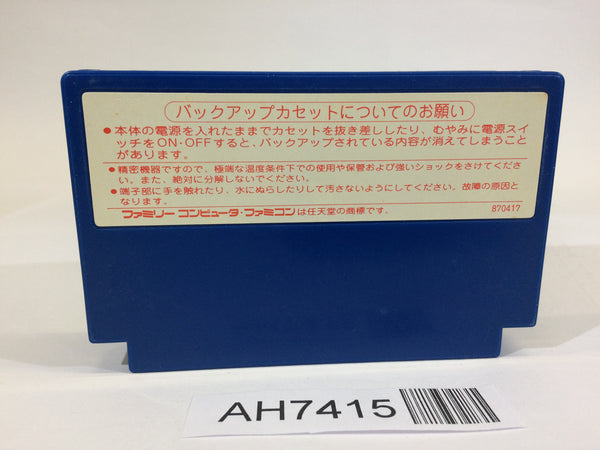 バックアップカセットについてのお願い
●本体の電源を入れたままでカセットを抜き差ししたり、むやみに電源スイ
ッチをON・OFFすると、バックアップされている内容が消えてしまうこと
があります。
●精密機器ですので、極端な温度条件下での使用や保管および強いショックをさけてくださ
い。また、絶対に分解しないでください。
●端子部に手を触れたり、水にぬらしたりして汚さないようにしてください。故障の原因と
なります。
ファミリーコンピュータ・ファミコンは任天堂の商標です。
870417
AH7415